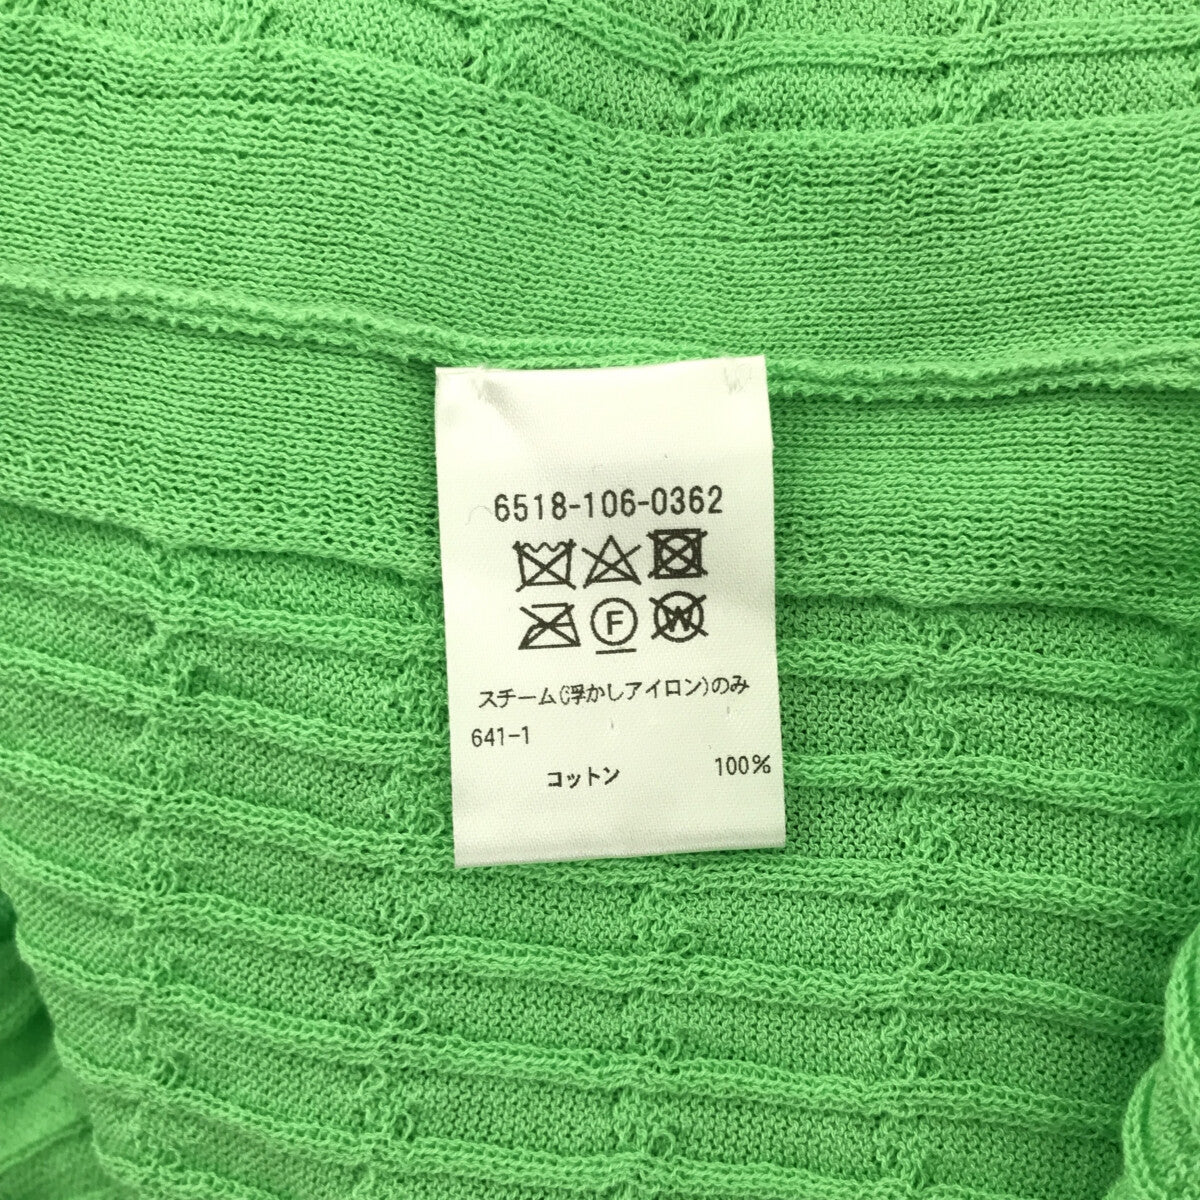 6518-106-0362
F W
スチーム(浮かしアイロン)のみ
641-1
コットン 100%